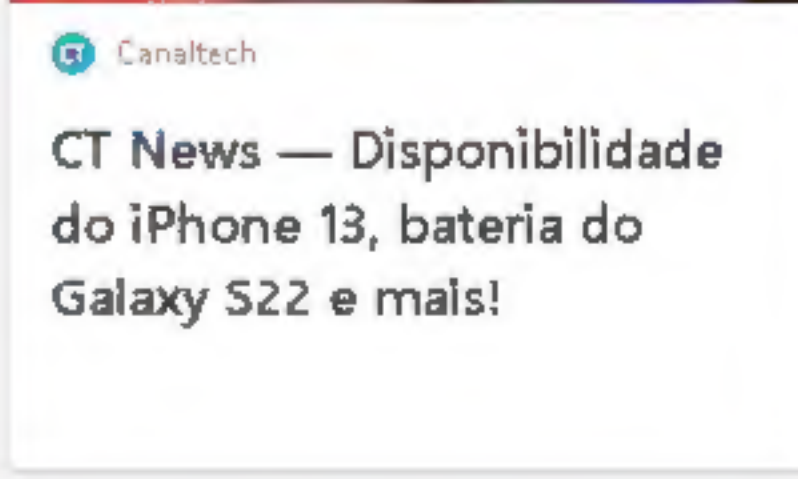 Canaltech
CT News — Disponibilidade
do iPhone 13, bateria do
Galaxy S22 e mais!